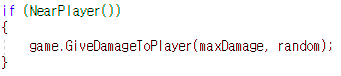 if (NearPlayer())
{
    game.GiveDamageToPlayer(maxDamage, random);
}